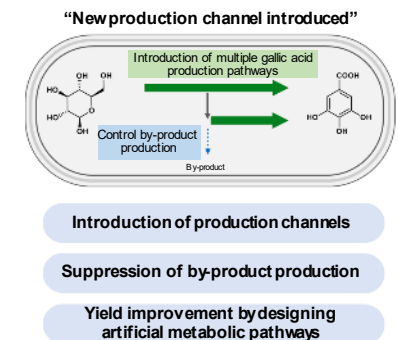 “New production channel introduced”
Introduction of multiple gallic acid
production pathways
OH
OH
HO
O
HO
OH
OH
COOH
HO
OH
OH
Control by-product
production
By-product
Introduction of production channels
Suppression of by-product production
Yield improvement by designing
artificial metabolic pathways